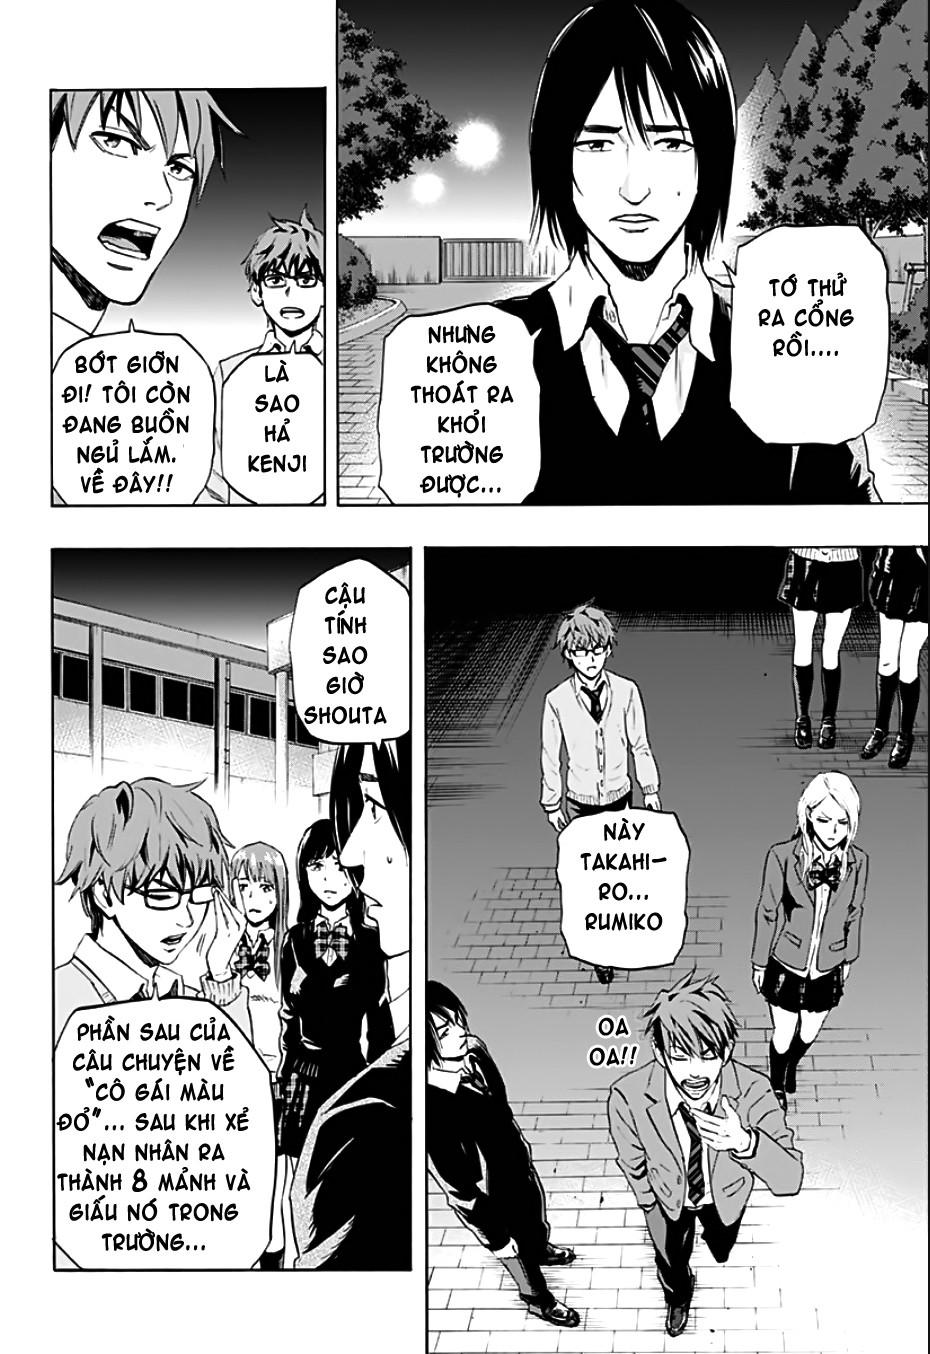 TỚ THỬ
RA CỔNG
RỒI....
NHƯNG
KHÔNG
THOÁT RA
KHỎI
TRƯỜNG
ĐƯỢC...
LÀ
SAO
HẢ
KENJI
BỚT GIỠN
ĐI! TÔI CÒN
ĐANG BUỒN
NGỦ LẮM.
VỀ ĐÂY!!
NÀY
TAKAHI-
RO...
RUMIKO
OA
OA!!
CẬU
TÍNH
SAO
GIỜ
SHOUTA
PHẦN SAU CỦA
CÂU CHUYỆN VỀ
"CÔ GÁI MÀU
ĐỎ"... SAU KHI XẺ
NẠN NHÂN RA
THÀNH 8 MẢNH VÀ
GIẤU NÓ TRONG
TRƯỜNG...